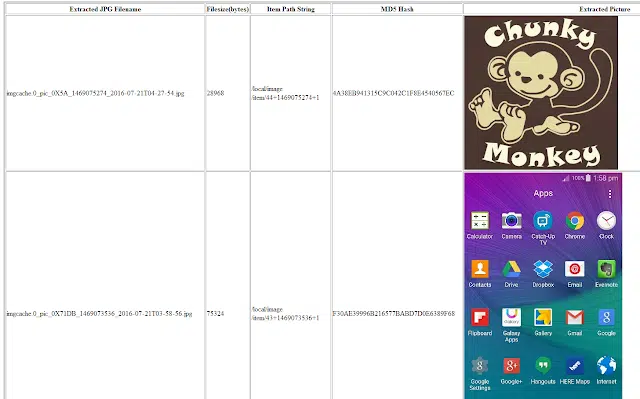 Extracted JPG Filename Filesize(bytes) Item Path String MD5 Hash Extracted Picture
imgcache.0_pic_0X5A_1469075274_2016-07-21T04-27-54.jpg 28968 /local/image
/item/44+1469075274+1 4A38EB941315C9C042C1F8E4540567EC
Chunky
Monkey
imgcache.0_pic_0X71DB_1469073536_2016-07-21T03-58-56.jpg 75324 /local/image
/item/43+1469073536+1 F30AE39996B216577BABD7D0E6389F68
100% 1:58 pm
Apps
Calculator Camera Catch-Up
TV Chrome Clock
Contacts Drive Dropbox Email Evernote
Flipboard Galaxy
Apps Gallery Gmail Google
Google
Settings Google+ Hangouts HERE Maps Internet